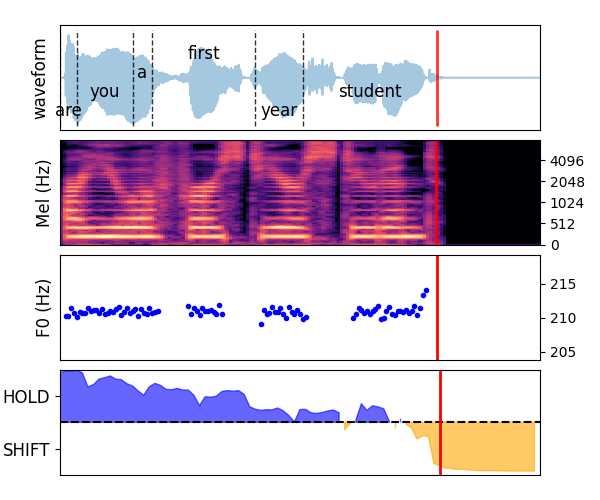 waveform
are
you
a
first
year
student
Mel (Hz)
4096
2048
1024
512
0
F0 (Hz)
215
210
205
HOLD
SHIFT